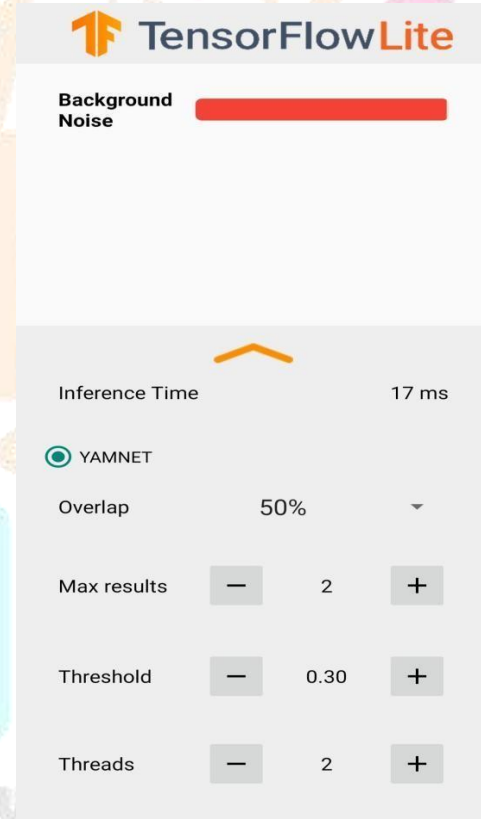 TensorFlowLite
Background
Noise
Inference Time 17 ms
YAMNET
Overlap 50%
Max results − 2 +
Threshold − 0.30 +
Threads − 2 +